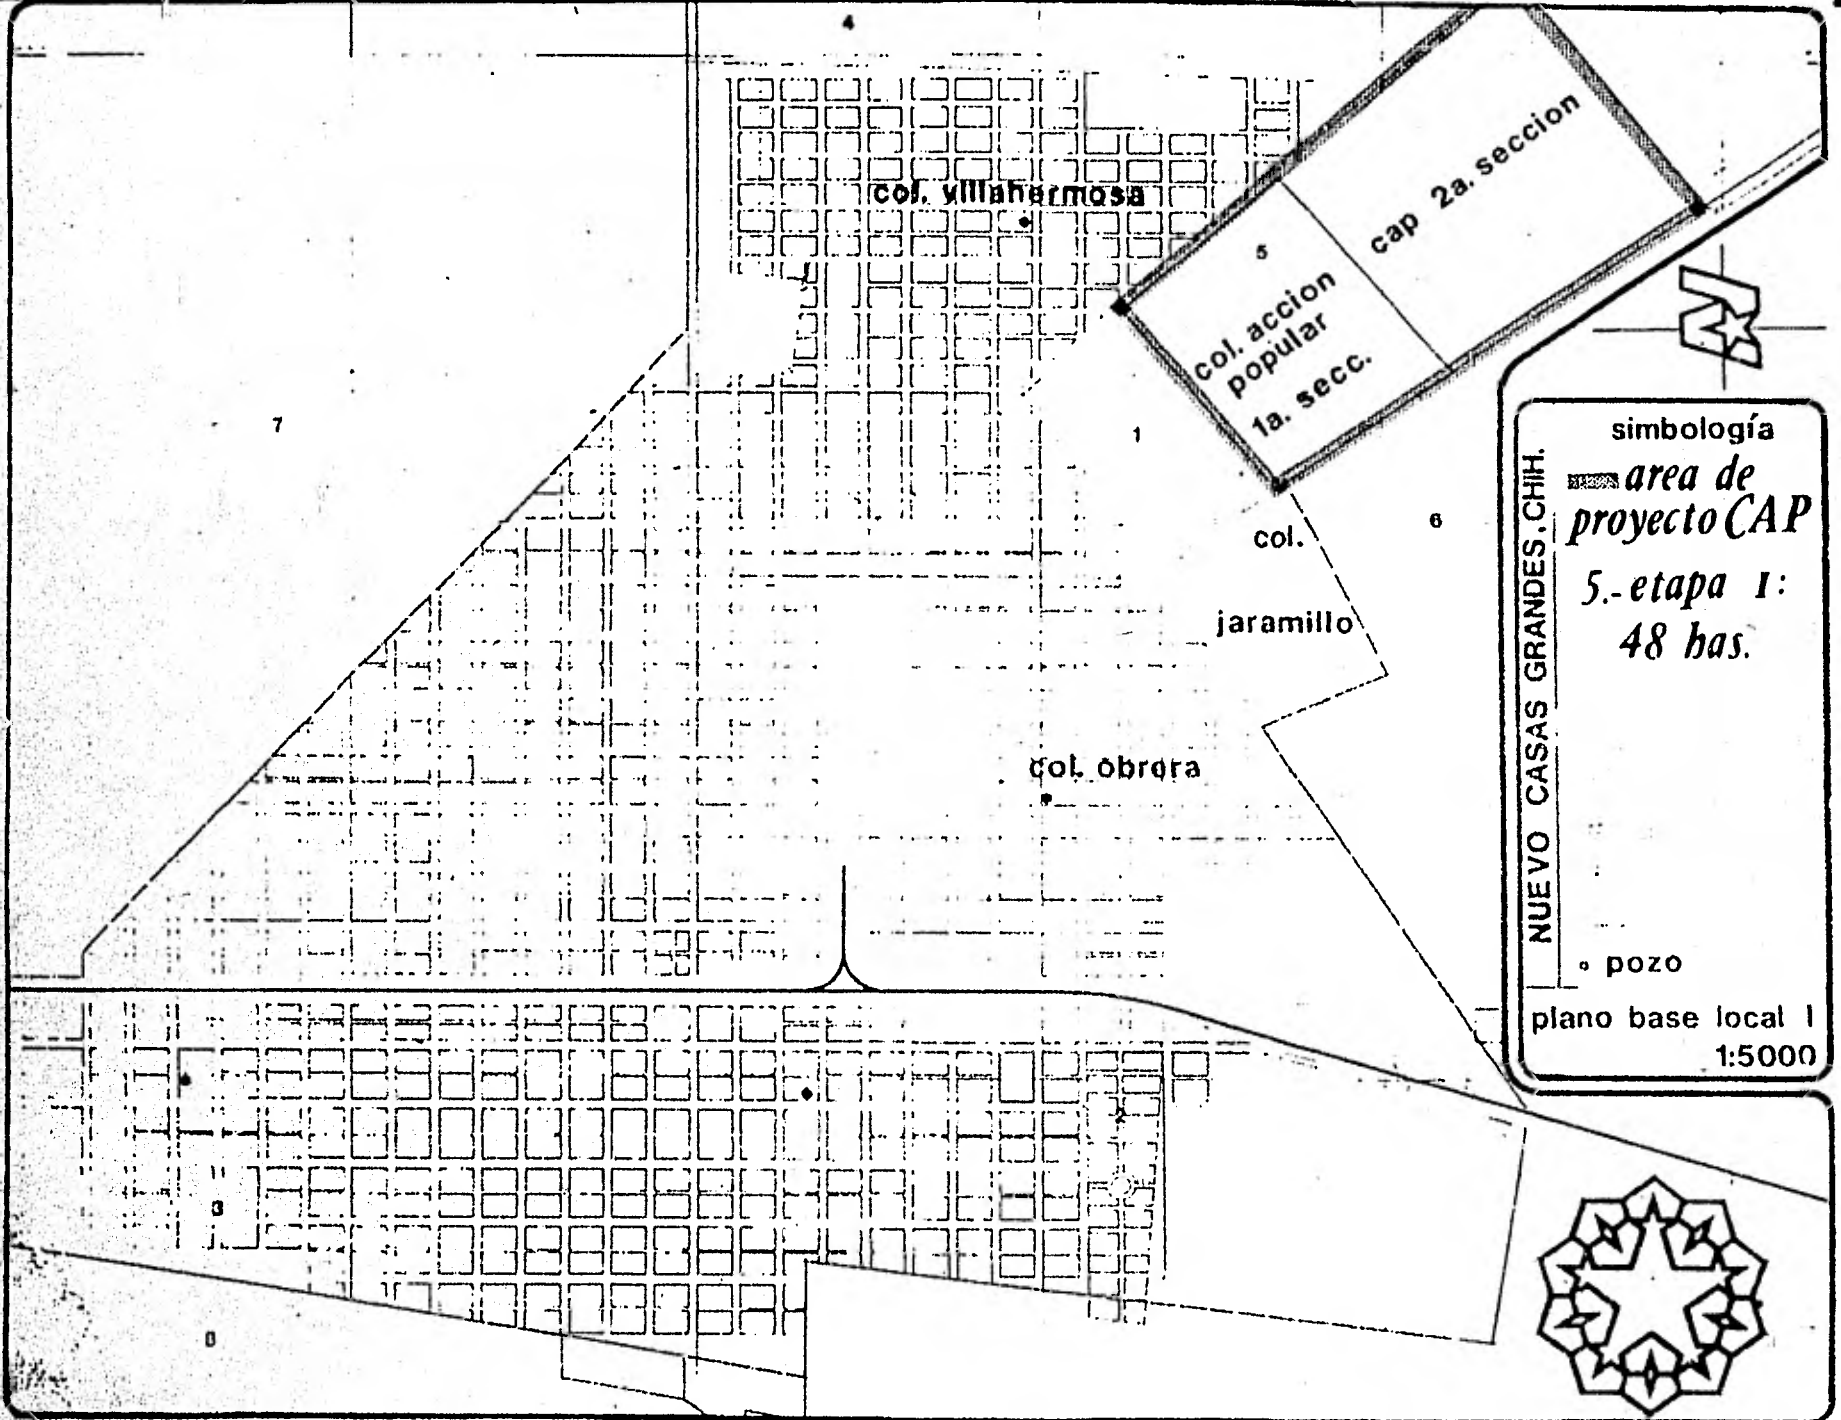 4
col. villahermosa
cap 2a. seccion
5
col. accion
popular
1a. secc.
7
1
6
col.
jaramillo
col. obrera
3
simbología
area de
proyecto CAP
5.- etapa I:
48 has.
NUEVO CASAS GRANDES, CHIH.
pozo
plano base local I
1:5000